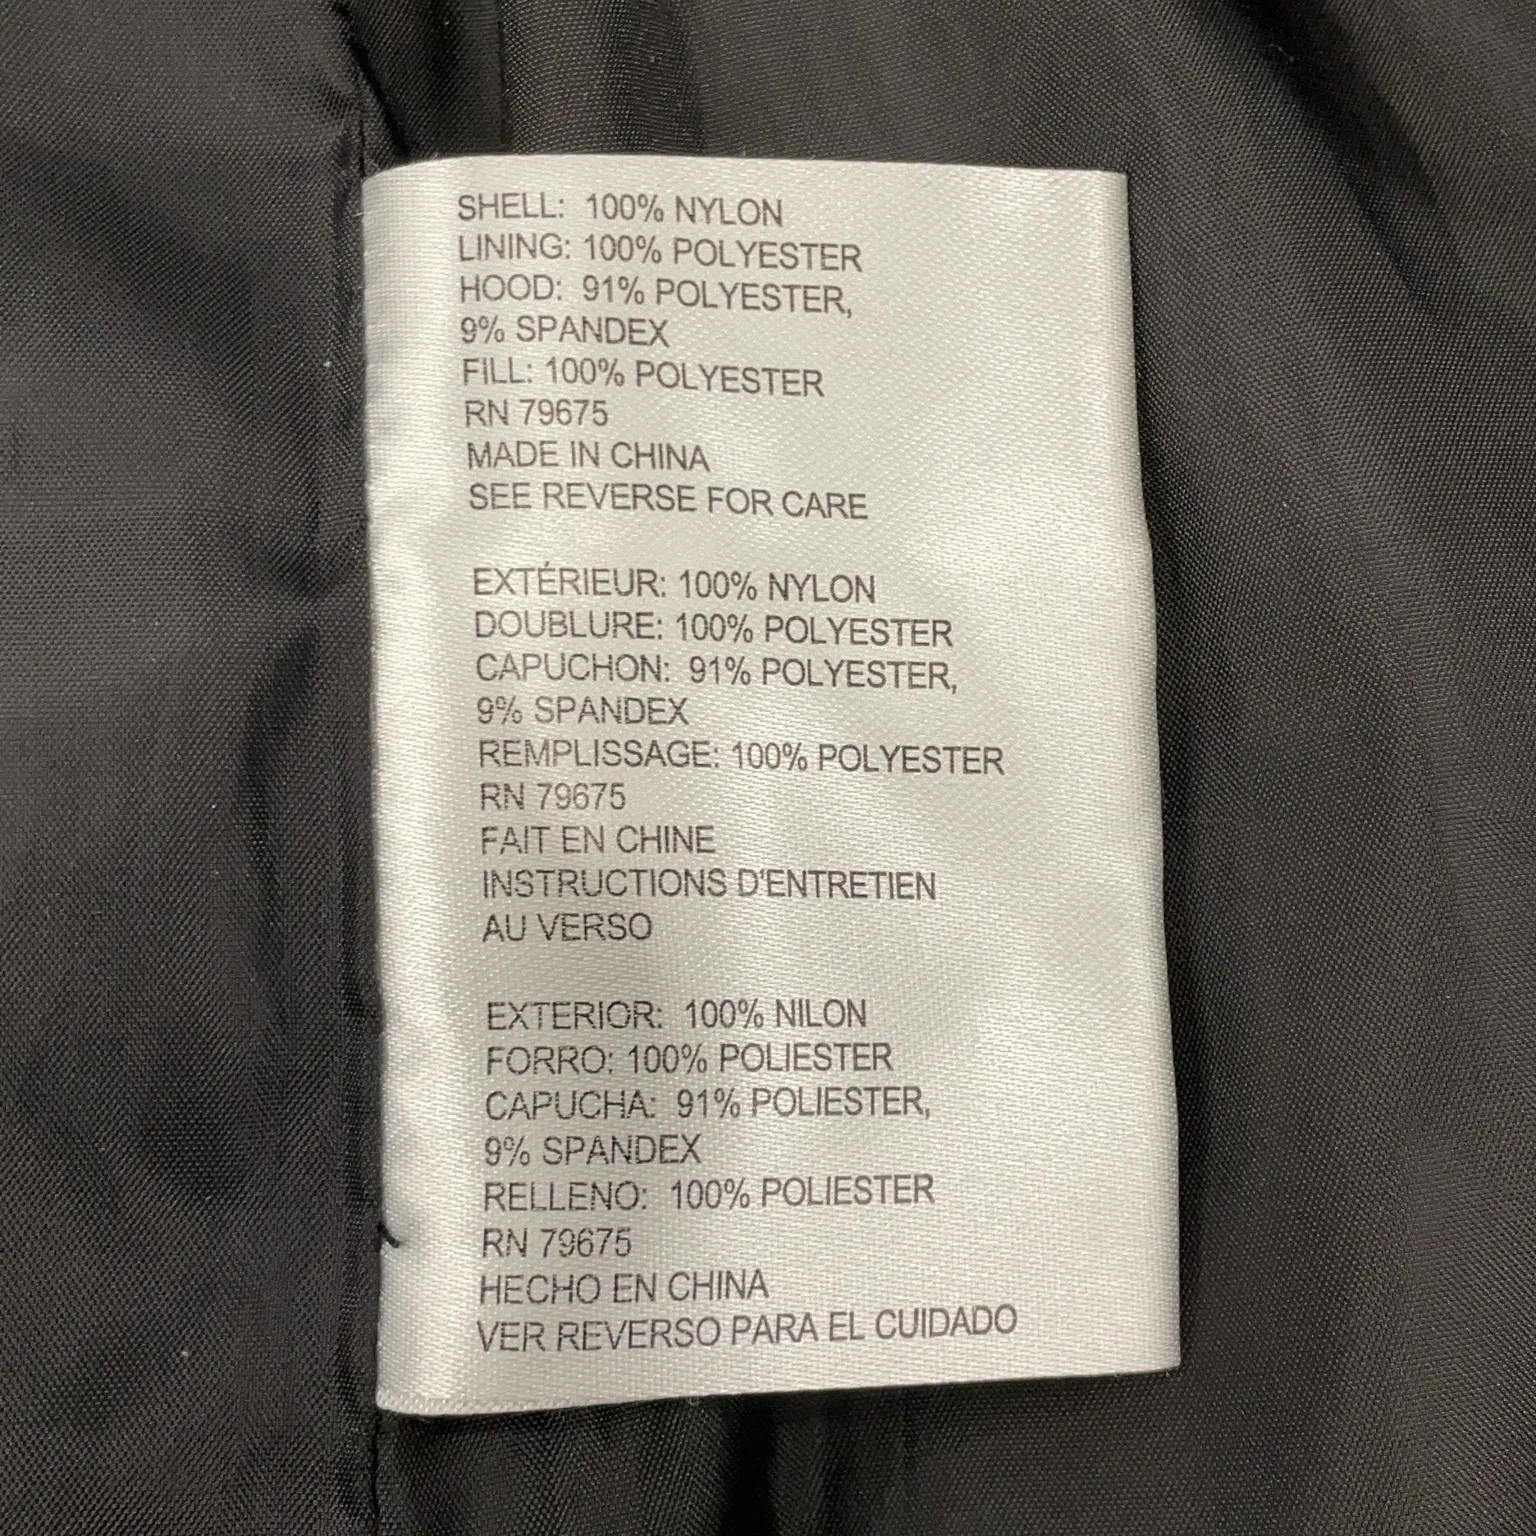 SHELL: 100% NYLON
LINING: 100% POLYESTER
HOOD: 91% POLYESTER,
9% SPANDEX
FILL: 100% POLYESTER
RN 79675
MADE IN CHINA
SEE REVERSE FOR CARE
EXTÉRIEUR: 100% NYLON
DOUBLURE: 100% POLYESTER
CAPUCHON: 91% POLYESTER,
9% SPANDEX
REMPLISSAGE: 100% POLYESTER
RN 79675
FAIT EN CHINE
INSTRUCTIONS D'ENTRETIEN
AU VERSO
EXTERIOR: 100% NILON
FORRO: 100% POLIESTER
CAPUCHA: 91% POLIESTER,
9% SPANDEX
RELLENO: 100% POLIESTER
RN 79675
HECHO EN CHINA
VER REVERSO PARA EL CUIDADO